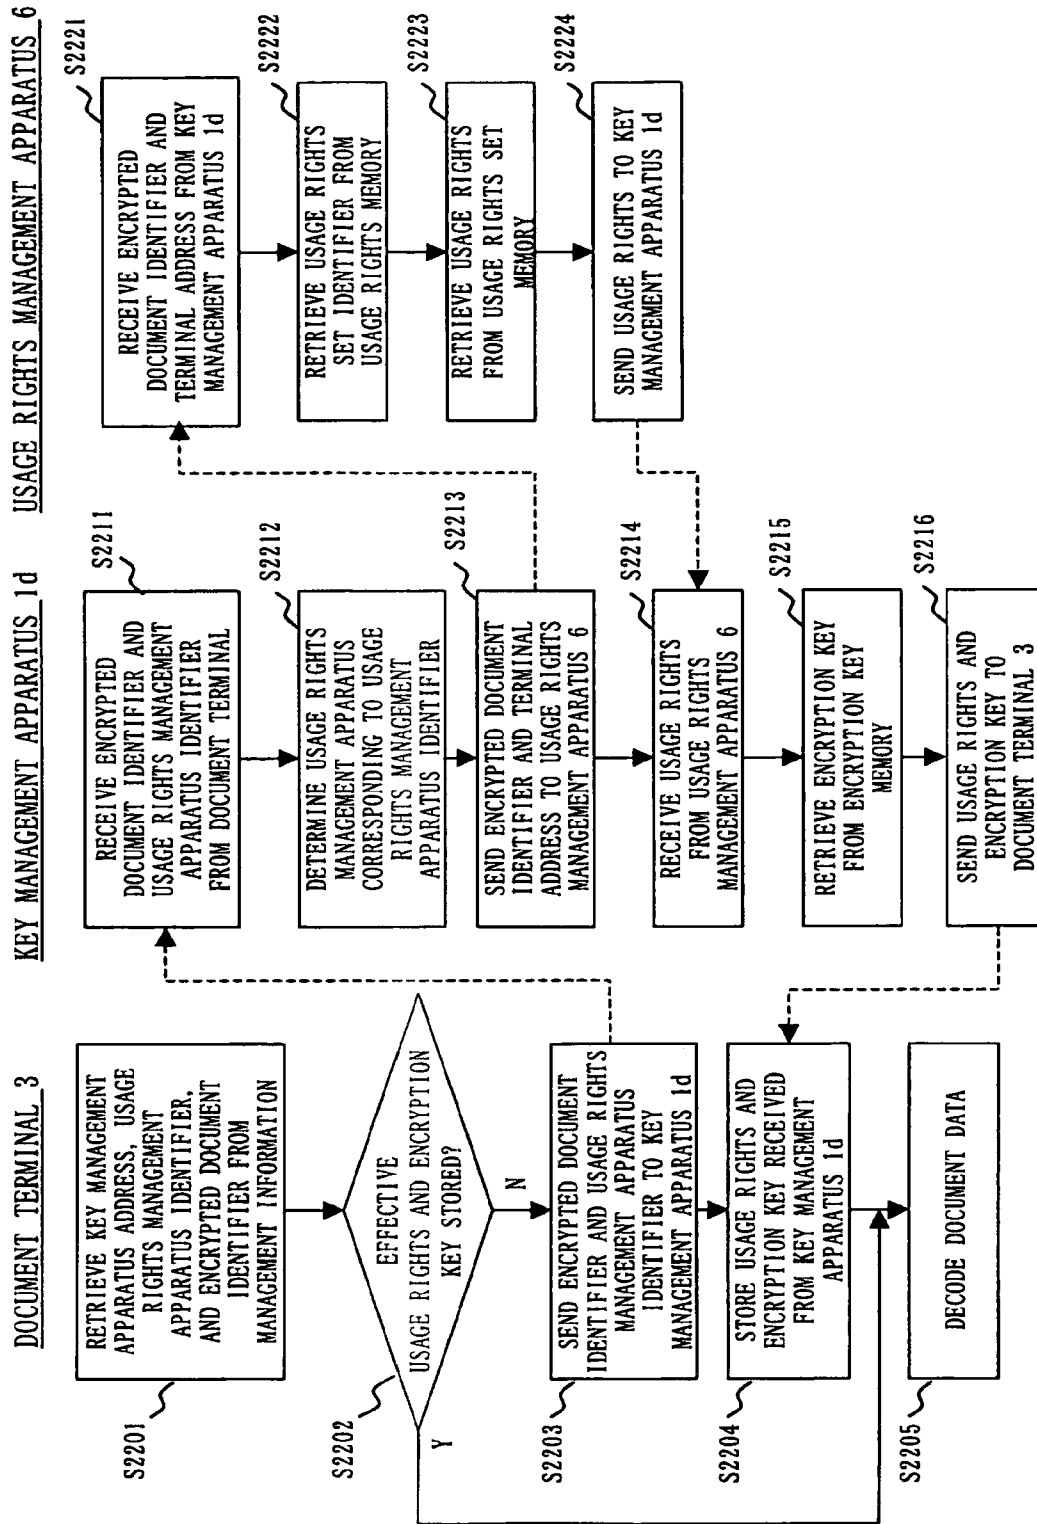 DOCUMENT TERMINAL 3
S2201
RETRIEVE KEY MANAGEMENT
APPARATUS ADDRESS, USAGE
RIGHTS MANAGEMENT
APPARATUS IDENTIFIER,
AND ENCRYPTED DOCUMENT
IDENTIFIER FROM
MANAGEMENT INFORMATION
S2202
EFFECTIVE
USAGE RIGHTS AND ENCRYPTION
KEY STORED?
Y
N
S2203
SEND ENCRYPTED DOCUMENT
IDENTIFIER AND USAGE RIGHTS
MANAGEMENT APPARATUS
IDENTIFIER TO KEY
MANAGEMENT APPARATUS 1d
S2204
STORE USAGE RIGHTS AND
ENCRYPTION KEY RECEIVED
FROM KEY MANAGEMENT
APPARATUS 1d
S2205
DECODE DOCUMENT DATA
KEY MANAGEMENT APPARATUS 1d
S2211
RECEIVE ENCRYPTED
DOCUMENT IDENTIFIER AND
USAGE RIGHTS MANAGEMENT
APPARATUS IDENTIFIER
FROM DOCUMENT TERMINAL
S2212
DETERMINE USAGE RIGHTS
MANAGEMENT APPARATUS
CORRESPONDING TO USAGE
RIGHTS MANAGEMENT
APPARATUS IDENTIFIER
S2213
SEND ENCRYPTED DOCUMENT
IDENTIFIER AND TERMINAL
ADDRESS TO USAGE RIGHTS
MANAGEMENT APPARATUS 6
S2214
RECEIVE USAGE RIGHTS
FROM USAGE RIGHTS
MANAGEMENT APPARATUS 6
S2215
RETRIEVE ENCRYPTION KEY
FROM ENCRYPTION KEY
MEMORY
S2216
SEND USAGE RIGHTS AND
ENCRYPTION KEY TO
DOCUMENT TERMINAL 3
USAGE RIGHTS MANAGEMENT APPARATUS 6
S2221
RECEIVE ENCRYPTED
DOCUMENT IDENTIFIER AND
TERMINAL ADDRESS FROM KEY
MANAGEMENT APPARATUS 1d
S2222
RETRIEVE USAGE RIGHTS
SET IDENTIFIER FROM
USAGE RIGHTS MEMORY
S2223
RETRIEVE USAGE RIGHTS
FROM USAGE RIGHTS SET
MEMORY
S2224
SEND USAGE RIGHTS TO KEY
MANAGEMENT APPARATUS 1d